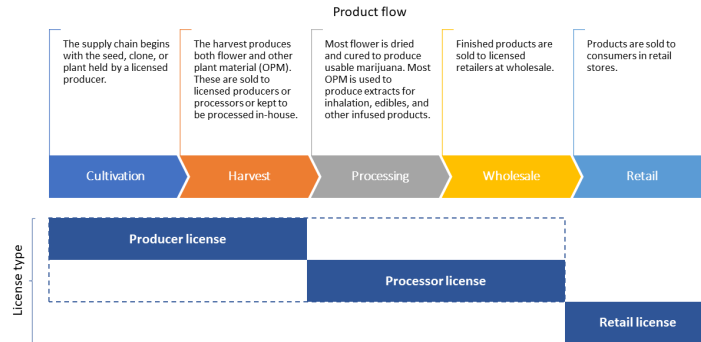 Product flow
The supply chain begins
with the seed, clone, or
plant held by a licensed
producer.
The harvest produces
both flower and other
plant material (OPM).
These are sold to
licensed producers or
processors or kept to
be processed in-house.
Most flower is dried
and cured to produce
usable marijuana. Most
OPM is used to
produce extracts for
inhalation, edibles, and
other infused products.
Finished products are
sold to licensed
retailers at wholesale.
Products are sold to
consumers in retail
stores.
Cultivation
Harvest
Processing
Wholesale
Retail
License type
Producer license
Processor license
Retail license